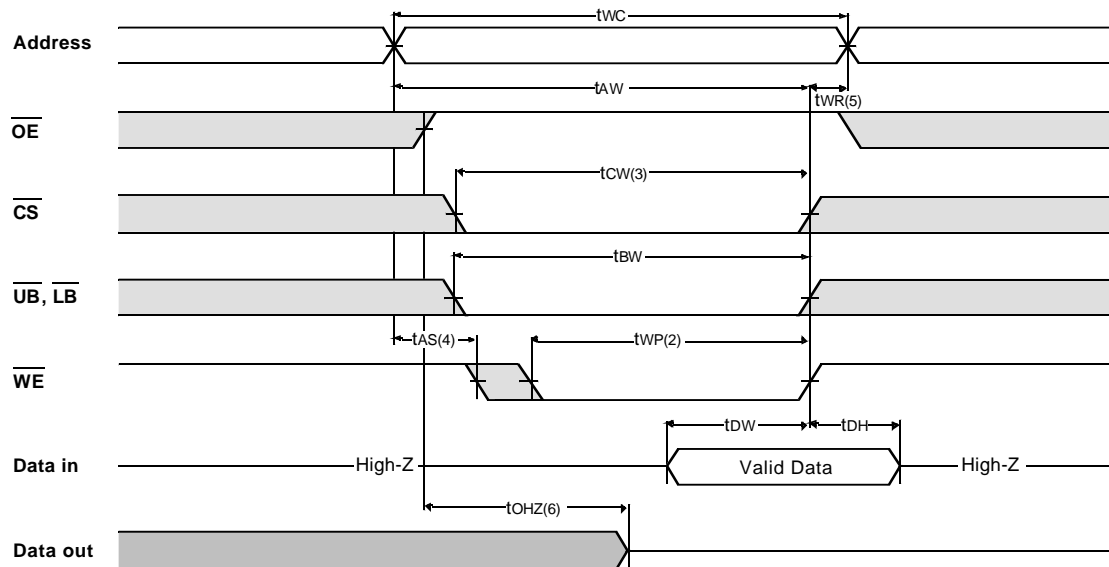 tWC
Address
tAW
tWR(5)
OE
tCW(3)
CS
tBW
UB, LB
tAS(4)
tWP(2)
WE
tDW
tDH
Data in
High-Z
Valid Data
High-Z
tOHZ(6)
Data out